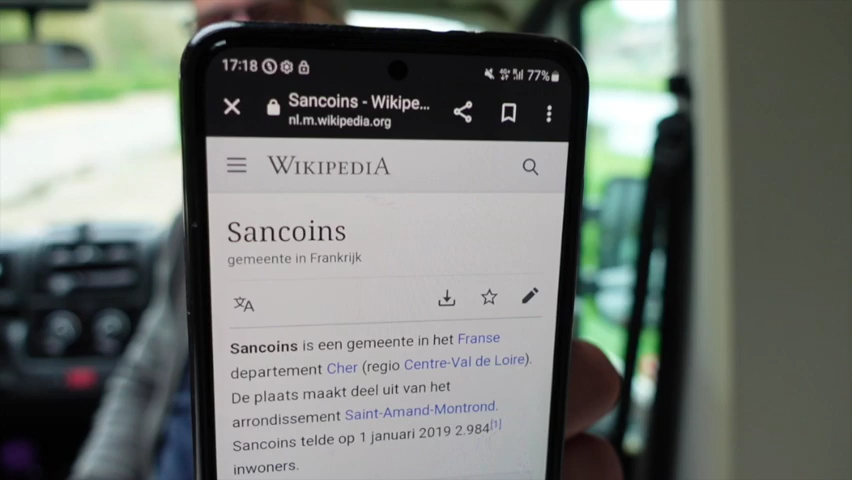 17:18
77%
Sancoins - Wikipe...
nl.m.wikipedia.org
WIKIPEDIA
Sancoins
gemeente in Frankrijk
Sancoins is een gemeente in het Franse
departement Cher (regio Centre-Val de Loire).
De plaats maakt deel uit van het
arrondissement Saint-Amand-Montrond.
Sancoins telde op 1 januari 2019 2.984[1]
inwoners.